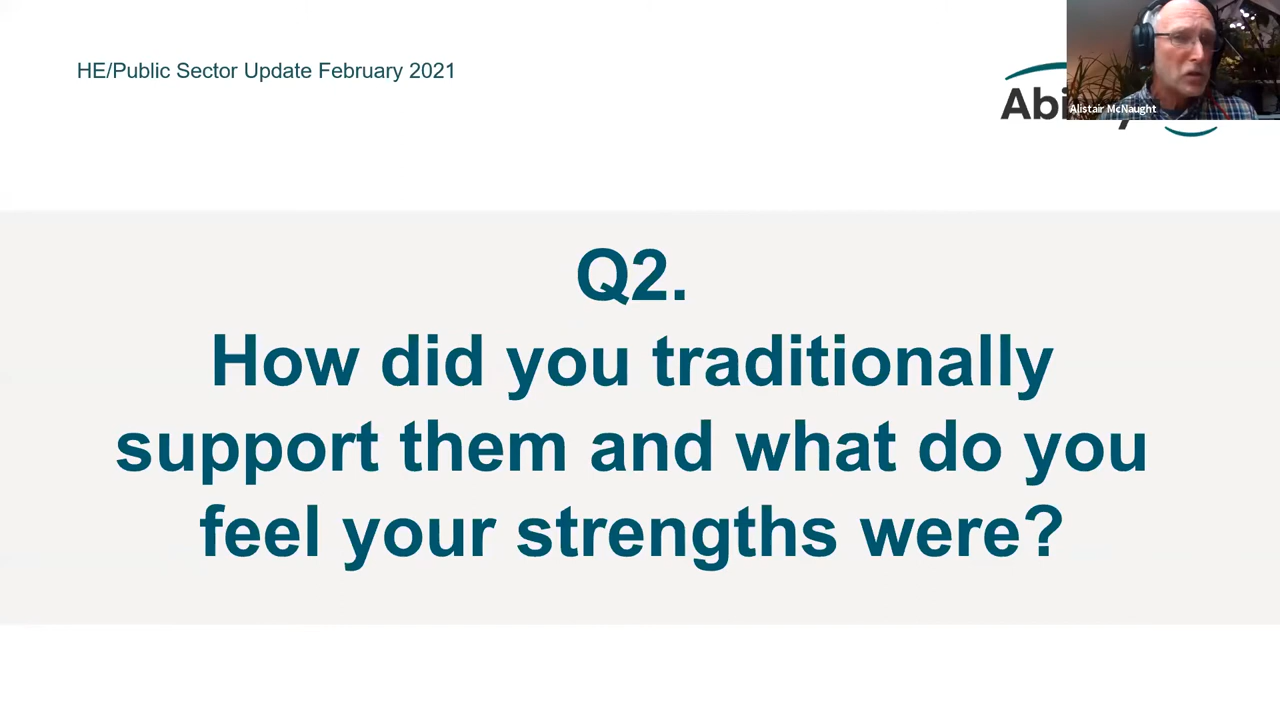 HE/Public Sector Update February 2021
Alistair McNaught
Q2.
How did you traditionally
support them and what do you
feel your strengths were?